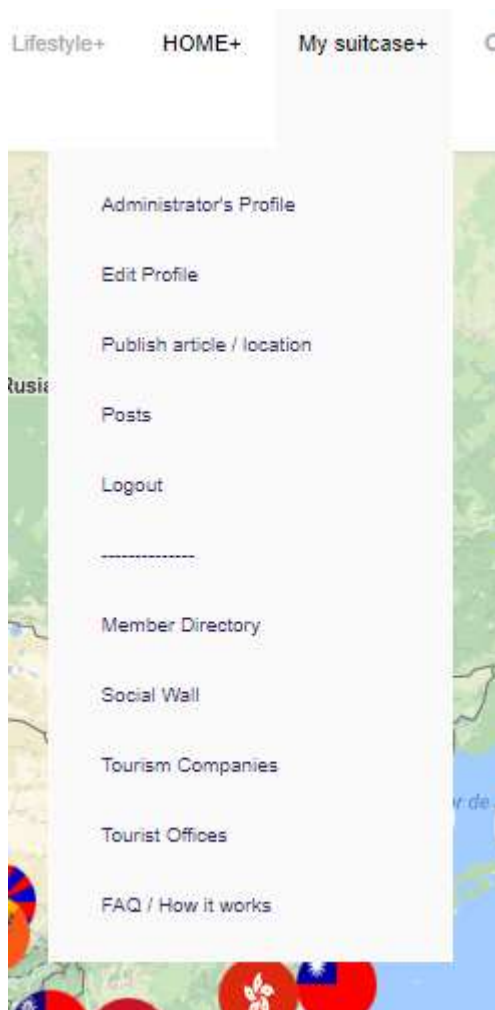 Lifestyle+ HOME+ My suitcase+
Administrator's Profile
Edit Profile
Publish article / location
Rusia
Posts
Logout
--------------
Member Directory
Social Wall
Tourism Companies
Tourist Offices
FAQ / How it works